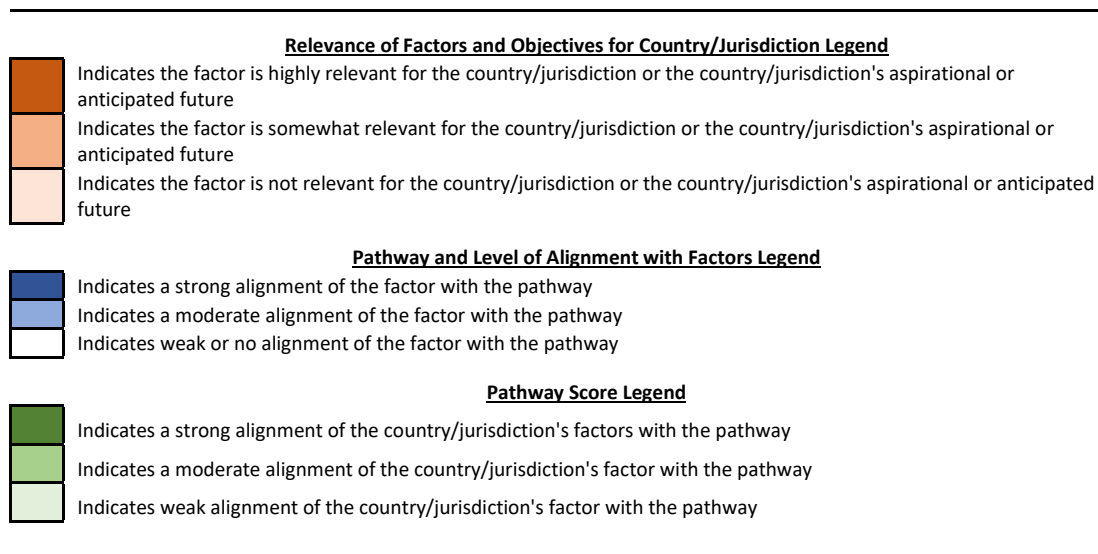 Relevance of Factors and Objectives for Country/Jurisdiction Legend
Indicates the factor is highly relevant for the country/jurisdiction or the country/jurisdiction's aspirational or
anticipated future
Indicates the factor is somewhat relevant for the country/jurisdiction or the country/jurisdiction's aspirational or
anticipated future
Indicates the factor is not relevant for the country/jurisdiction or the country/jurisdiction's aspirational or anticipated
future
Pathway and Level of Alignment with Factors Legend
Indicates a strong alignment of the factor with the pathway
Indicates a moderate alignment of the factor with the pathway
Indicates weak or no alignment of the factor with the pathway
Pathway Score Legend
Indicates a strong alignment of the country/jurisdiction's factors with the pathway
Indicates a moderate alignment of the country/jurisdiction's factor with the pathway
Indicates weak alignment of the country/jurisdiction's factor with the pathway